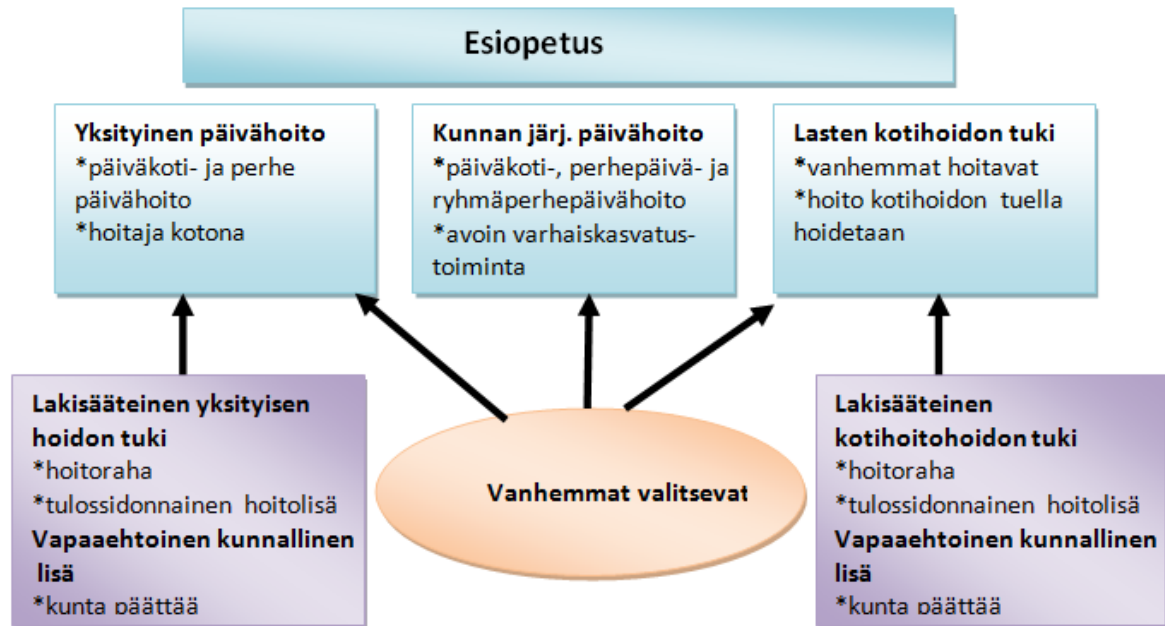 Esiopetus
Yksityinen päivähoito
*päiväkoti- ja perhe
päivähoito
*hoitaja kotona
Kunnan järj. päivähoito
*päiväkoti-, perhepäivä- ja
ryhmäperhepäivähoito
*avoin varhaiskasvatus-
toiminta
Lasten kotihoidon tuki
*vanhemmat hoitavat
*hoito kotihoidon tuella
hoidetaan
Lakisääteinen yksityisen
hoidon tuki
*hoitoraha
*tulossidonnainen hoitolisä
Vapaaehtoinen kunnallinen
lisä
*kunta päättää
Vanhemmat valitsevat
Lakisääteinen
kotihoitohoidon tuki
*hoitoraha
*tulossidonnainen hoitolisä
Vapaaehtoinen kunnallinen
lisä
*kunta päättää